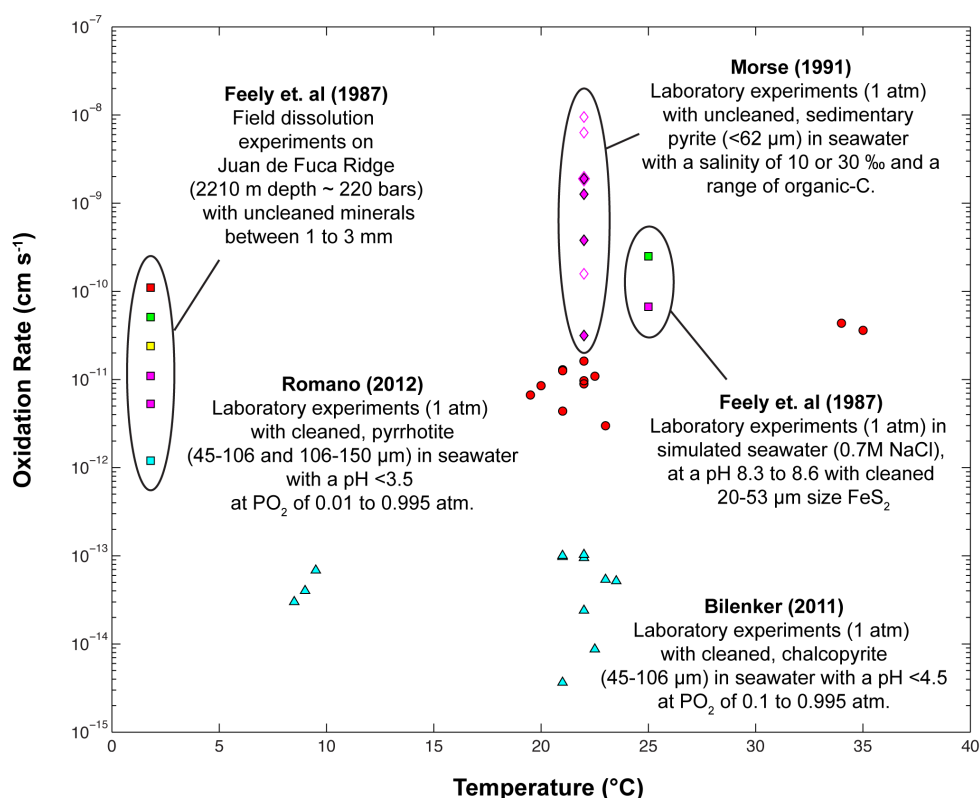 10⁻⁷
10⁻⁸
10⁻⁹
10⁻¹⁰
10⁻¹¹
10⁻¹²
10⁻¹³
10⁻¹⁴
10⁻¹⁵
Oxidation Rate (cm s⁻¹)
Feely et. al (1987)
Field dissolution
experiments on
Juan de Fuca Ridge
(2210 m depth ~ 220 bars)
with uncleaned minerals
between 1 to 3 mm
Morse (1991)
Laboratory experiments (1 atm)
with uncleaned, sedimentary
pyrite (<62 μm) in seawater
with a salinity of 10 or 30 ‰ and a
range of organic-C.
Romano (2012)
Laboratory experiments (1 atm)
with cleaned, pyrrhotite
(45-106 and 106-150 μm) in seawater
with a pH <3.5
at PO₂ of 0.01 to 0.995 atm.
Feely et. al (1987)
Laboratory experiments (1 atm) in
simulated seawater (0.7M NaCl),
at a pH 8.3 to 8.6 with cleaned
20-53 μm size FeS₂
Bilenker (2011)
Laboratory experiments (1 atm)
with cleaned, chalcopyrite
(45-106 μm) in seawater with a pH <4.5
at PO₂ of 0.1 to 0.995 atm.
0 5 10 15 20 25 30 35 40
Temperature (°C)